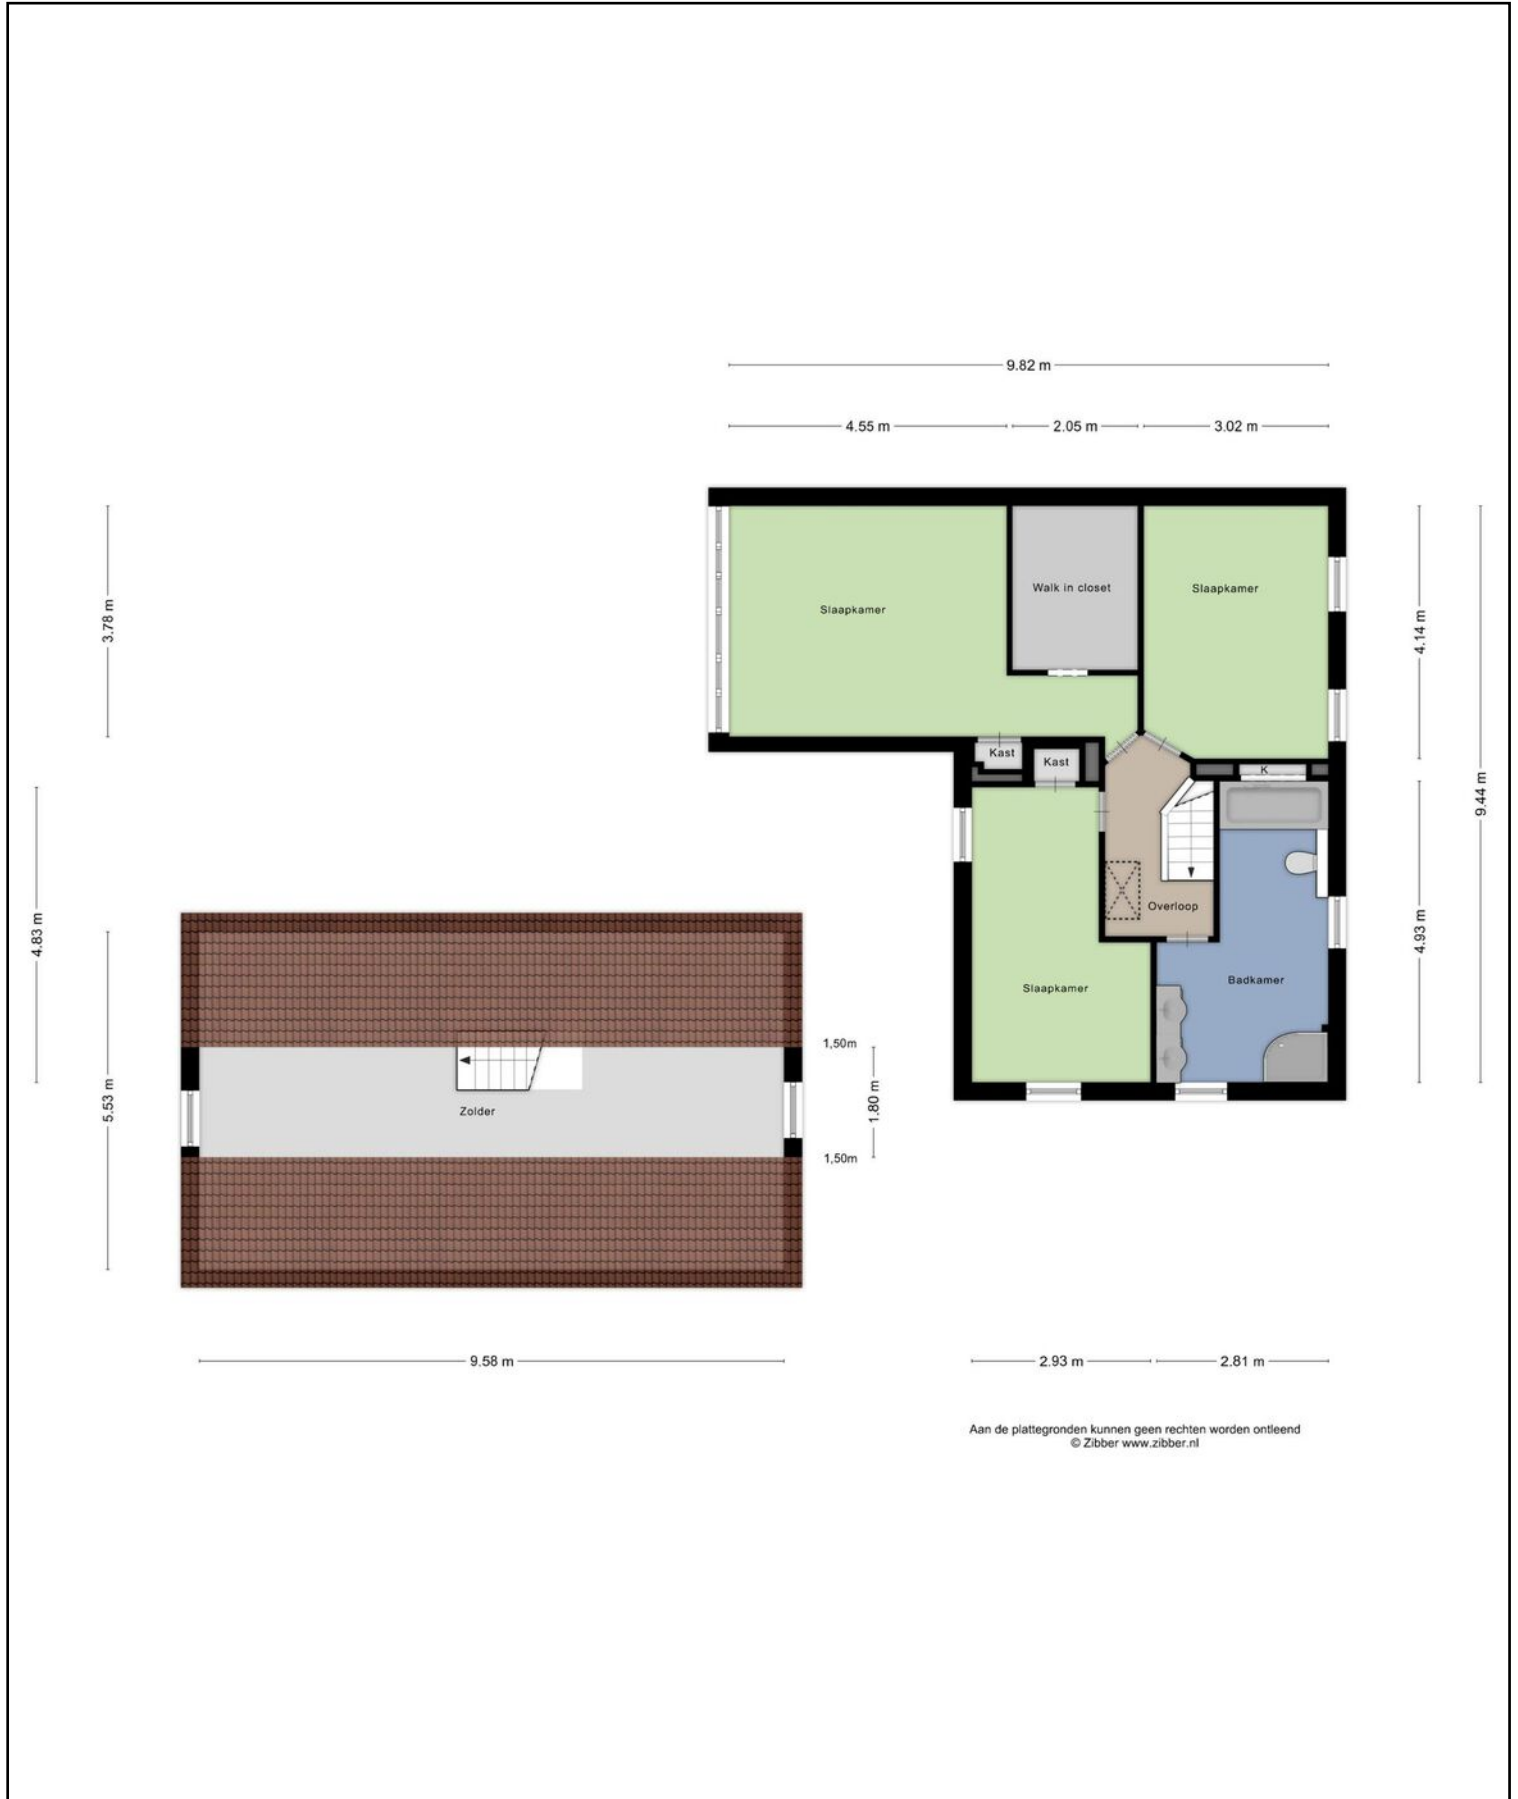 9.82 m
4.55 m
2.05 m
3.02 m
3.78 m
4.14 m
Slaapkamer
Walk in closet
Slaapkamer
Kast
Kast
K
9.44 m
4.83 m
4.93 m
Overloop
Badkamer
Slaapkamer
1,50m
5.53 m
1.80 m
Zolder
1,50m
9.58 m
2.93 m
2.81 m
Aan de plattegronden kunnen geen rechten worden ontleend
© Zibber www.zibber.nl